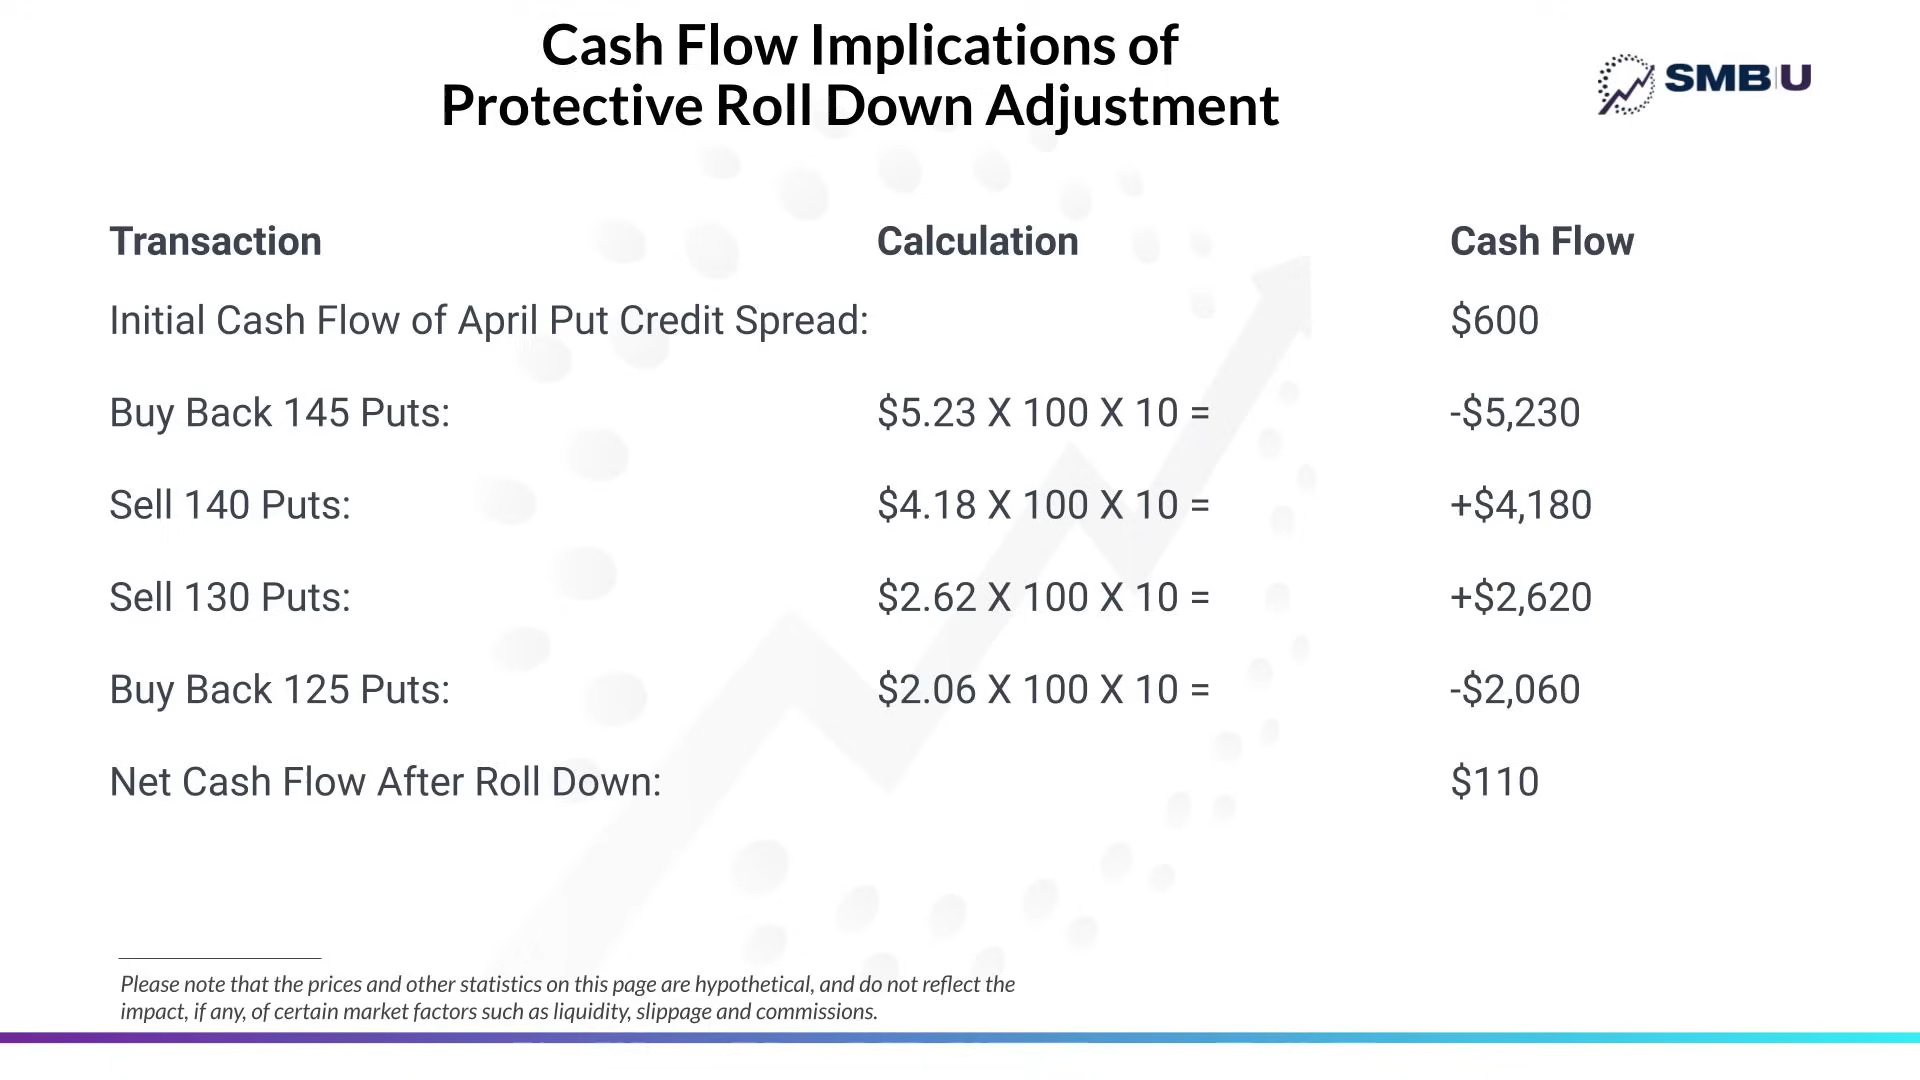 Cash Flow Implications of
Protective Roll Down Adjustment
SMB|U
Transaction Calculation Cash Flow
Initial Cash Flow of April Put Credit Spread: $600
Buy Back 145 Puts: $5.23 X 100 X 10 = -$5,230
Sell 140 Puts: $4.18 X 100 X 10 = +$4,180
Sell 130 Puts: $2.62 X 100 X 10 = +$2,620
Buy Back 125 Puts: $2.06 X 100 X 10 = -$2,060
Net Cash Flow After Roll Down: $110
Please note that the prices and other statistics on this page are hypothetical, and do not reflect the
impact, if any, of certain market factors such as liquidity, slippage and commissions.